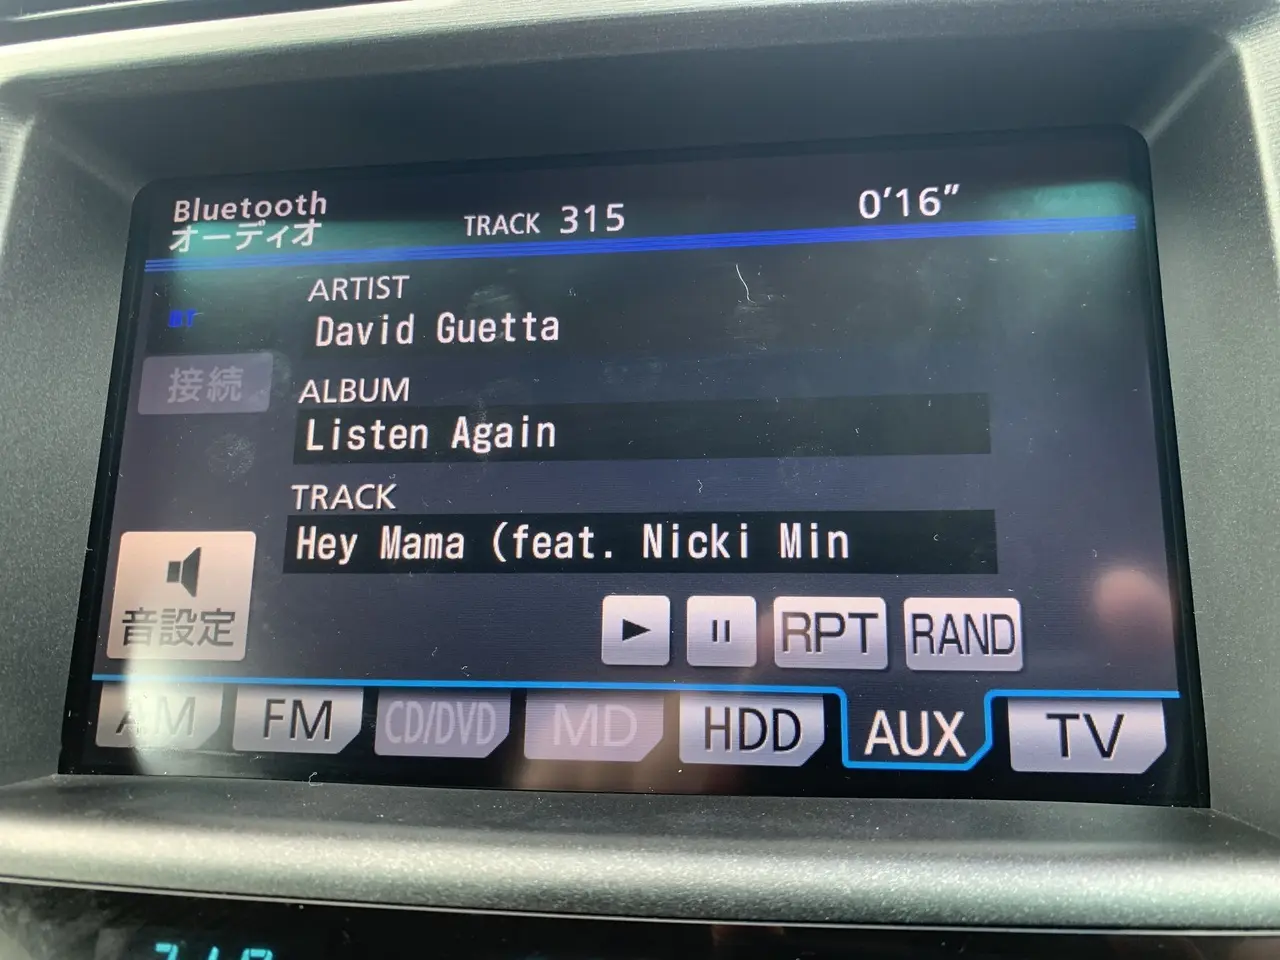 Bluetooth
オーディオ
TRACK 315
0'16"
ARTIST
David Guetta
BT
接続
ALBUM
Listen Again
TRACK
Hey Mama (feat. Nicki Min
音設定
RPT
RAND
AM
FM
CD/DVD
MD
HDD
AUX
TV